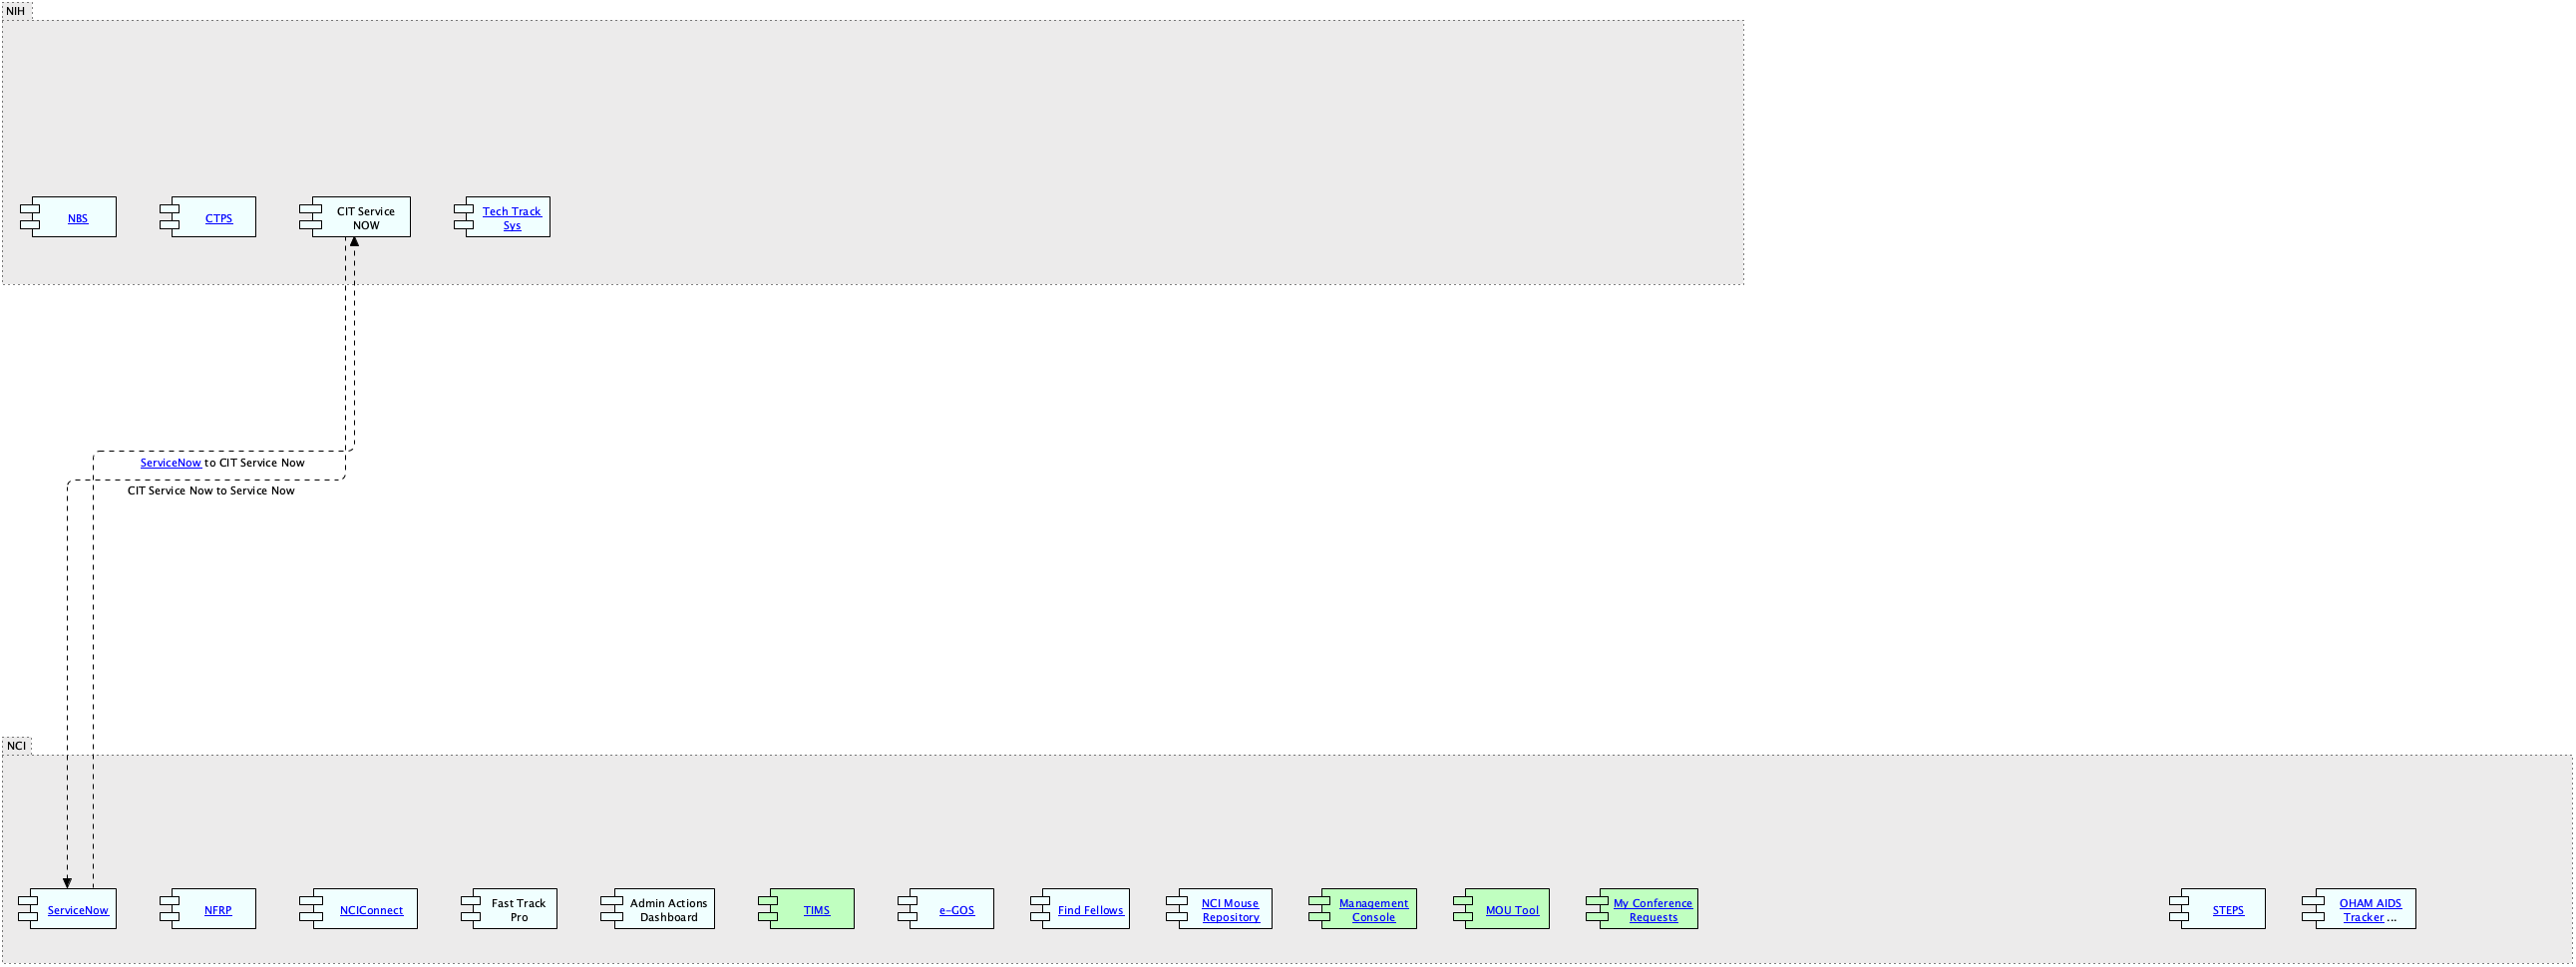 NIH
NBS
CTPS
CIT Service
NOW
Tech Track
Sys
ServiceNow to CIT Service Now
CIT Service Now to Service Now
NCI
ServiceNow
NFRP
NCIConnect
Fast Track
Pro
Admin Actions
Dashboard
TIMS
e-GOS
Find Fellows
NCI Mouse
Repository
Management
Console
MOU Tool
My Conference
Requests
STEPS
OHAM AIDS
Tracker ...